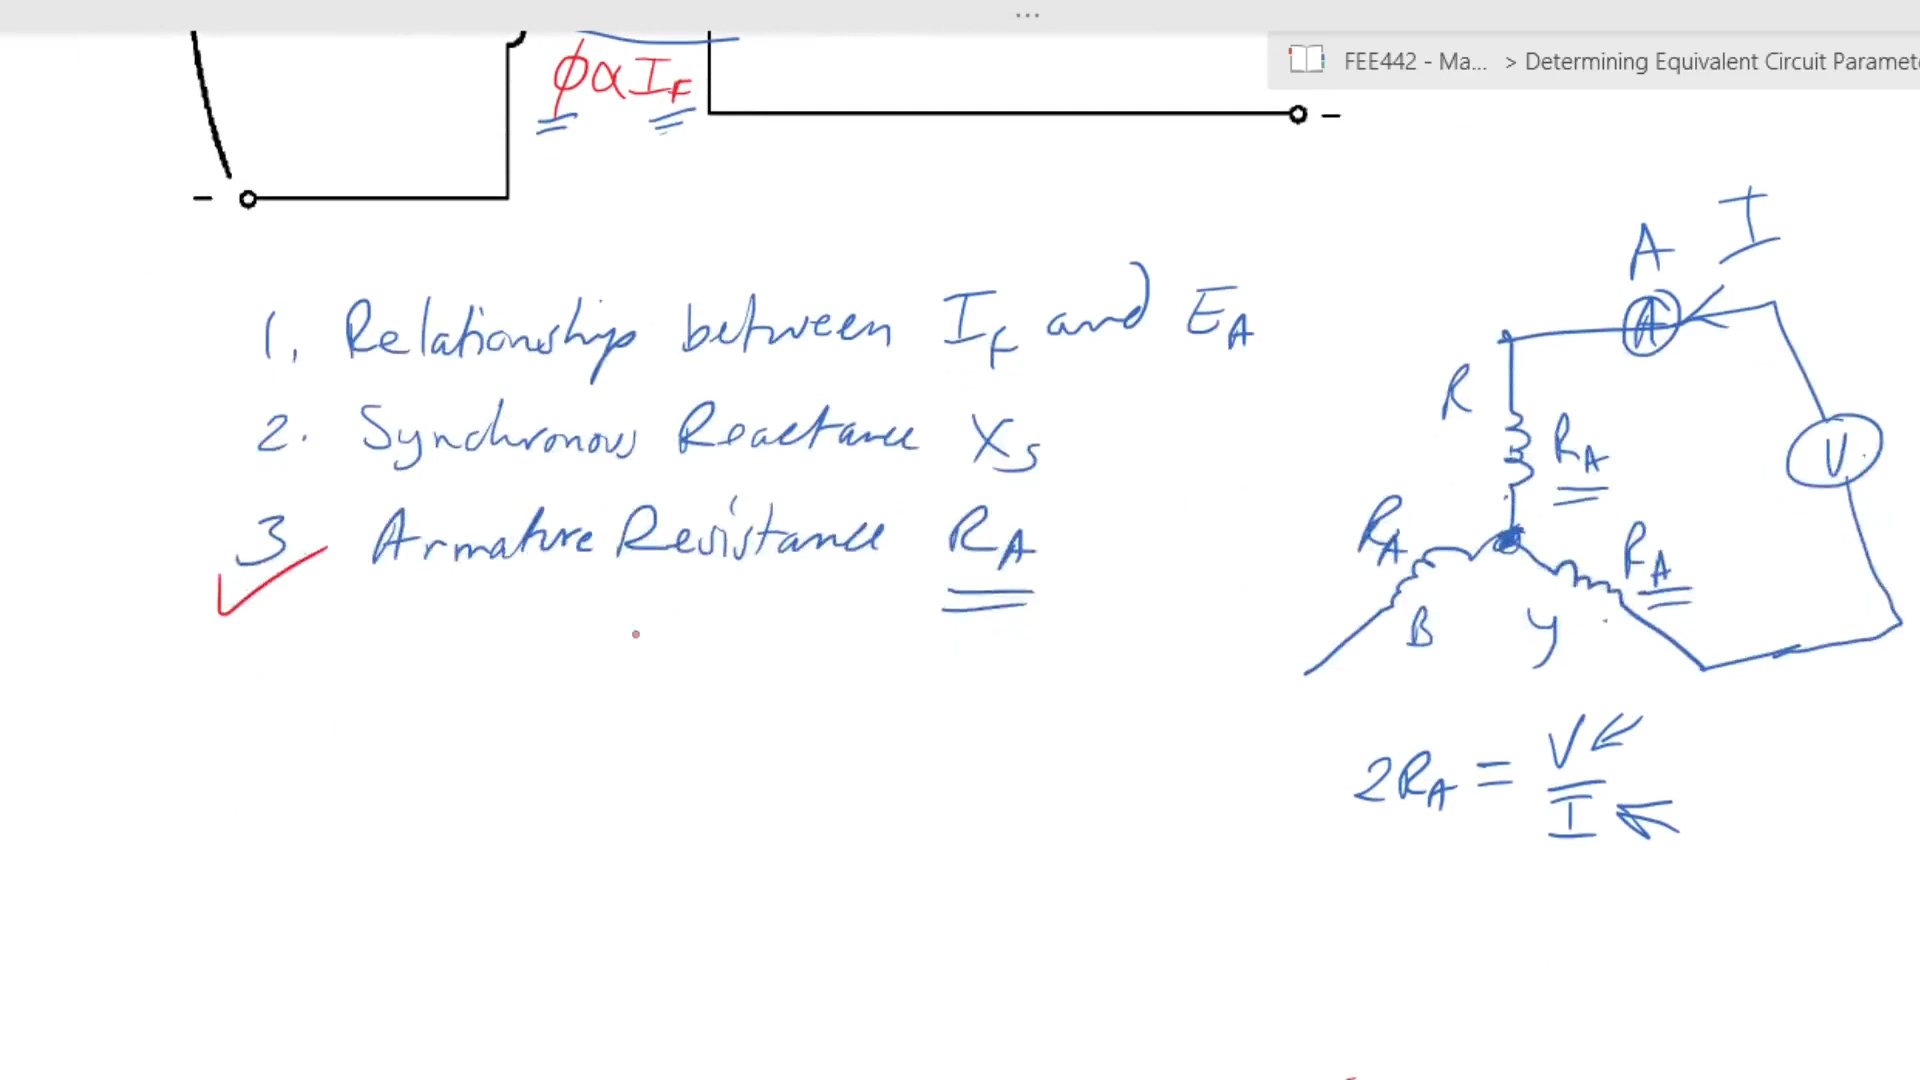 ...
FEE442 - Ma... > Determining Equivalent Circuit Paramet
ϕ α I_F
-
-
1. Relationship between I_F and E_A
2. Synchronous Reactance X_S
3 Armature Resistance R_A
I
A
A
R
R_A
V
R_A
R_A
B
Y
2R_A = V/I